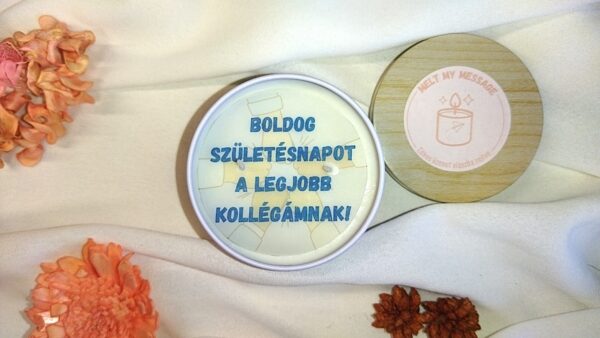 BOLDOG
SZÜLETÉSNAPOT
A LEGJOBB
KOLLÉGÁMNAK!
MELT MY MESSAGE